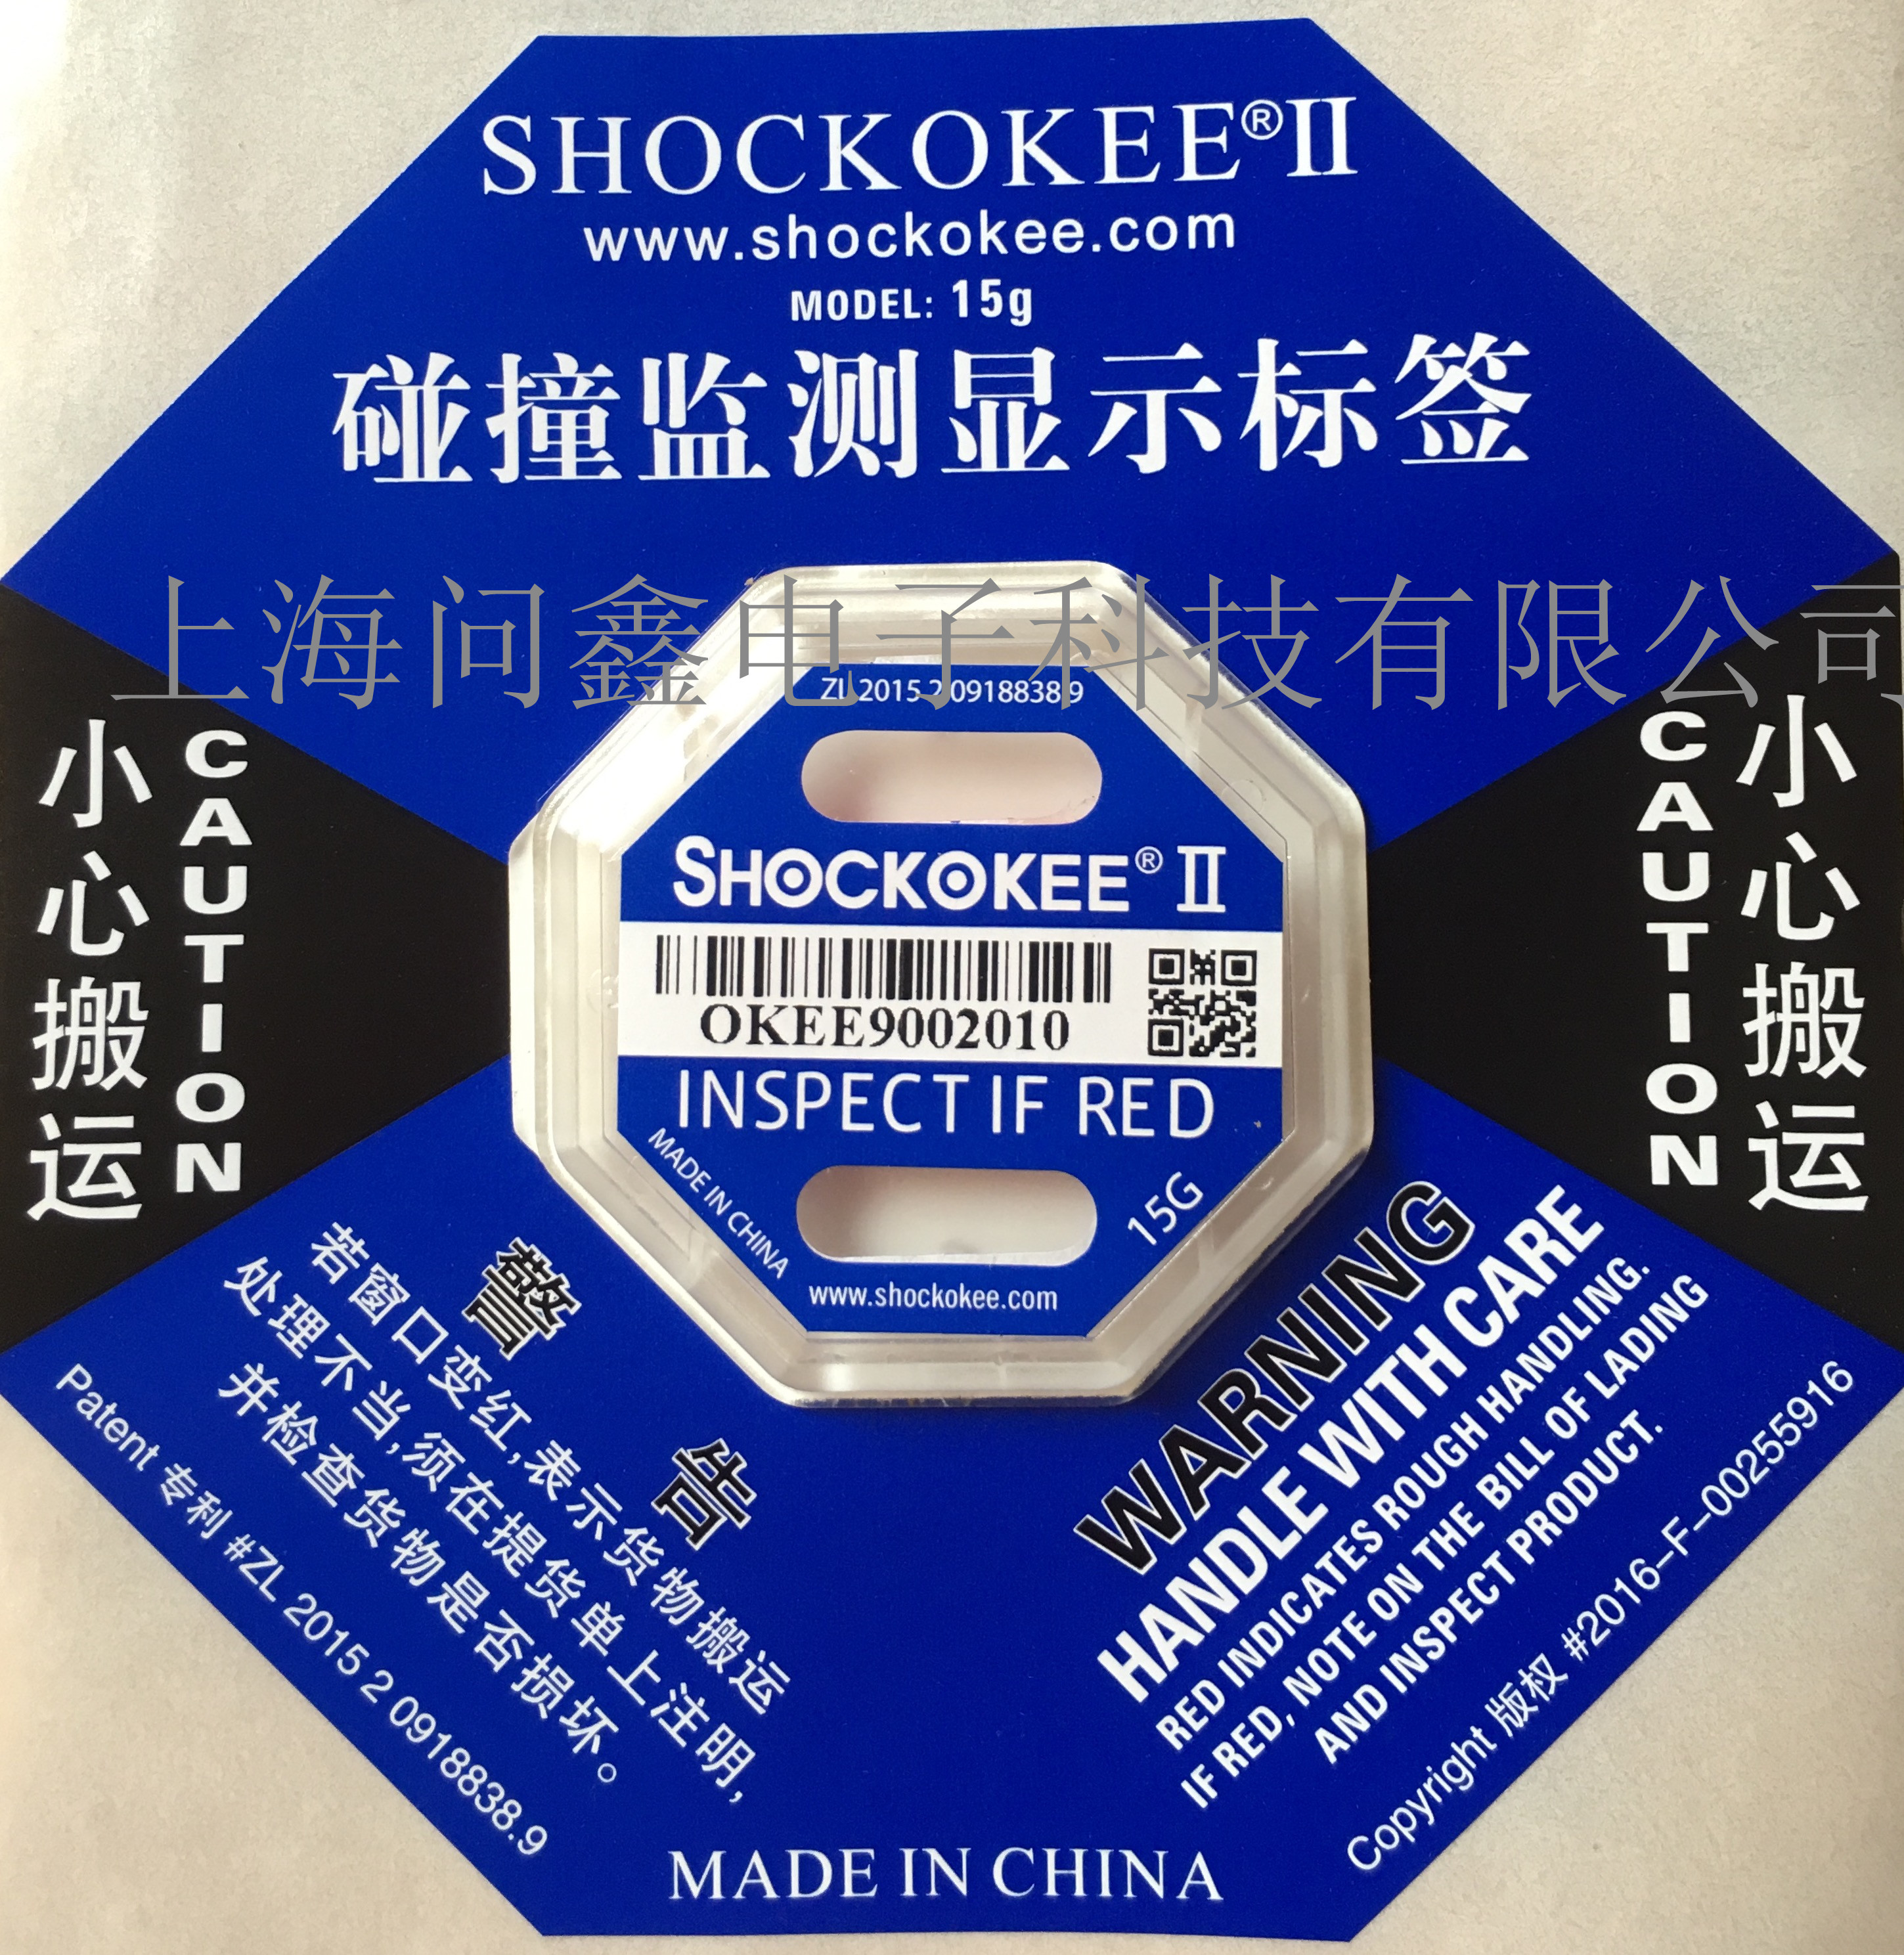 SHOCKOKEE®II
www.shockokee.com
MODEL: 15g
碰撞监测显示标签
上海问鑫电子科技有限公司
小心搬运
CAUTION
ZL 2015 2 0918838.9
SHOCKOKEE® II
OKEE9002010
INSPECT IF RED
MADE IN CHINA
15G
www.shockokee.com
CAUTION
小心搬运
警告
若窗口变红,表示货物搬运
处理不当,须在提货单上注明,
并检查货物是否损坏。
Patent 专利 #ZL 2015 2 0918838.9
WARNING
HANDLE WITH CARE
RED INDICATES ROUGH HANDLING.
IF RED, NOTE ON THE BILL OF LADING
AND INSPECT PRODUCT.
Copyright 版权 #2016-F-00255916
MADE IN CHINA